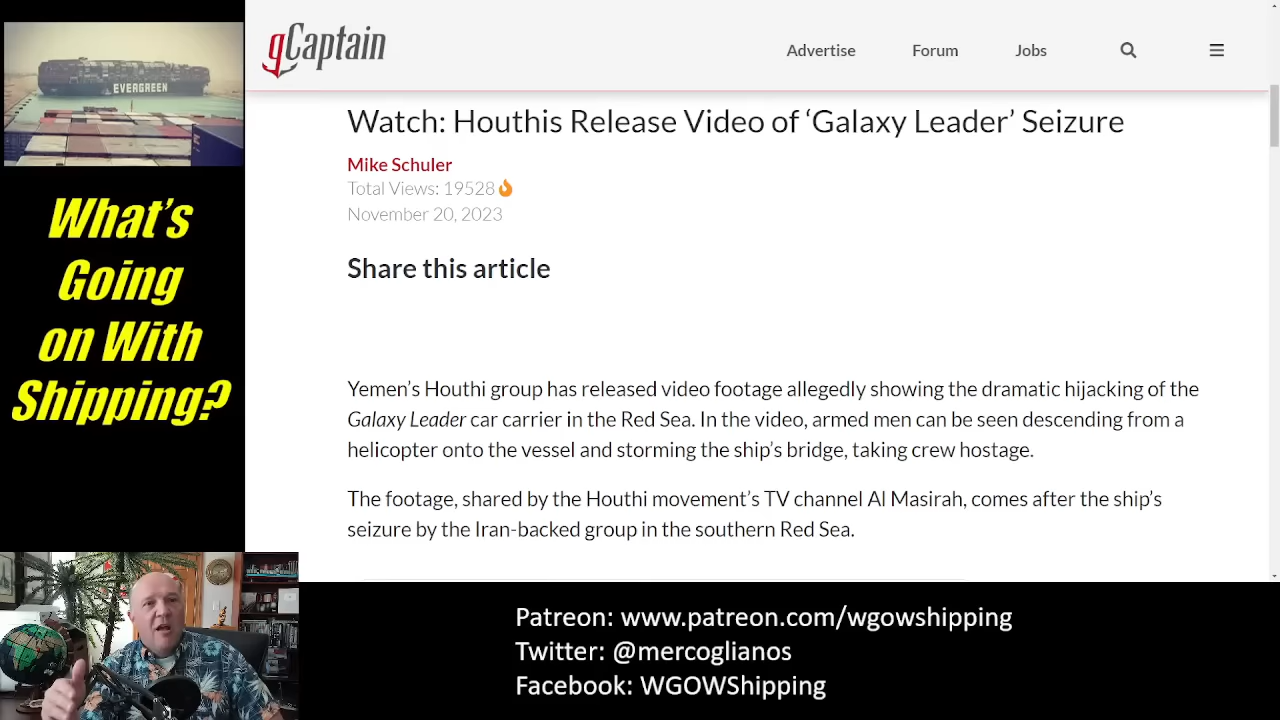 EVERGREEN
What's
Going
on With
Shipping?
gCaptain
Advertise Forum Jobs
Watch: Houthis Release Video of ‘Galaxy Leader’ Seizure
Mike Schuler
Total Views: 19528
November 20, 2023
Share this article
Yemen’s Houthi group has released video footage allegedly showing the dramatic hijacking of the
Galaxy Leader car carrier in the Red Sea. In the video, armed men can be seen descending from a
helicopter onto the vessel and storming the ship’s bridge, taking crew hostage.
The footage, shared by the Houthi movement’s TV channel Al Masirah, comes after the ship’s
seizure by the Iran-backed group in the southern Red Sea.
Patreon: www.patreon.com/wgowshipping
Twitter: @mercoglianos
Facebook: WGOWShipping